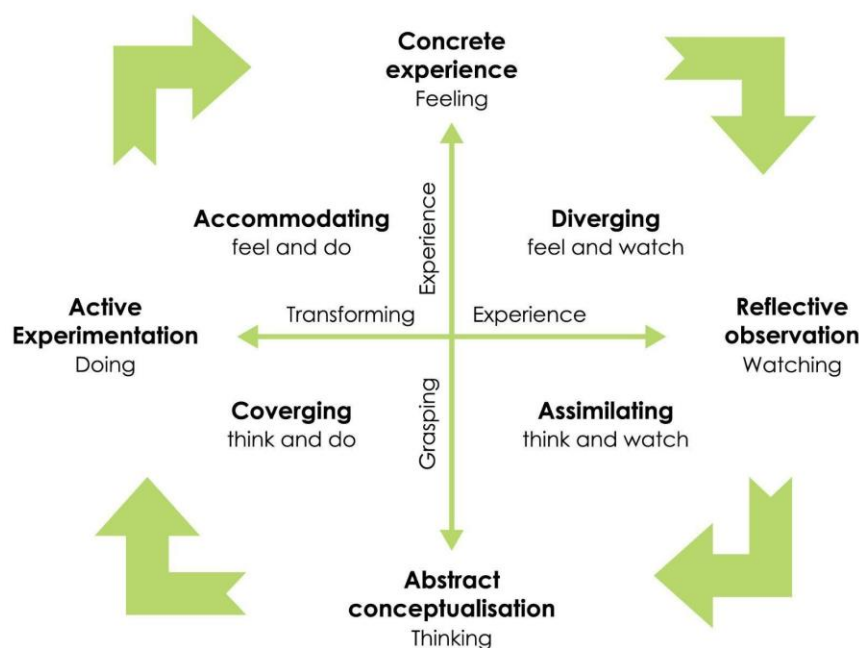 Concrete
experience
Feeling
Accommodating
feel and do
Experience
Diverging
feel and watch
Active
Experimentation
Doing
Transforming
Experience
Reflective
observation
Watching
Coverging
think and do
Grasping
Assimilating
think and watch
Abstract
conceptualisation
Thinking